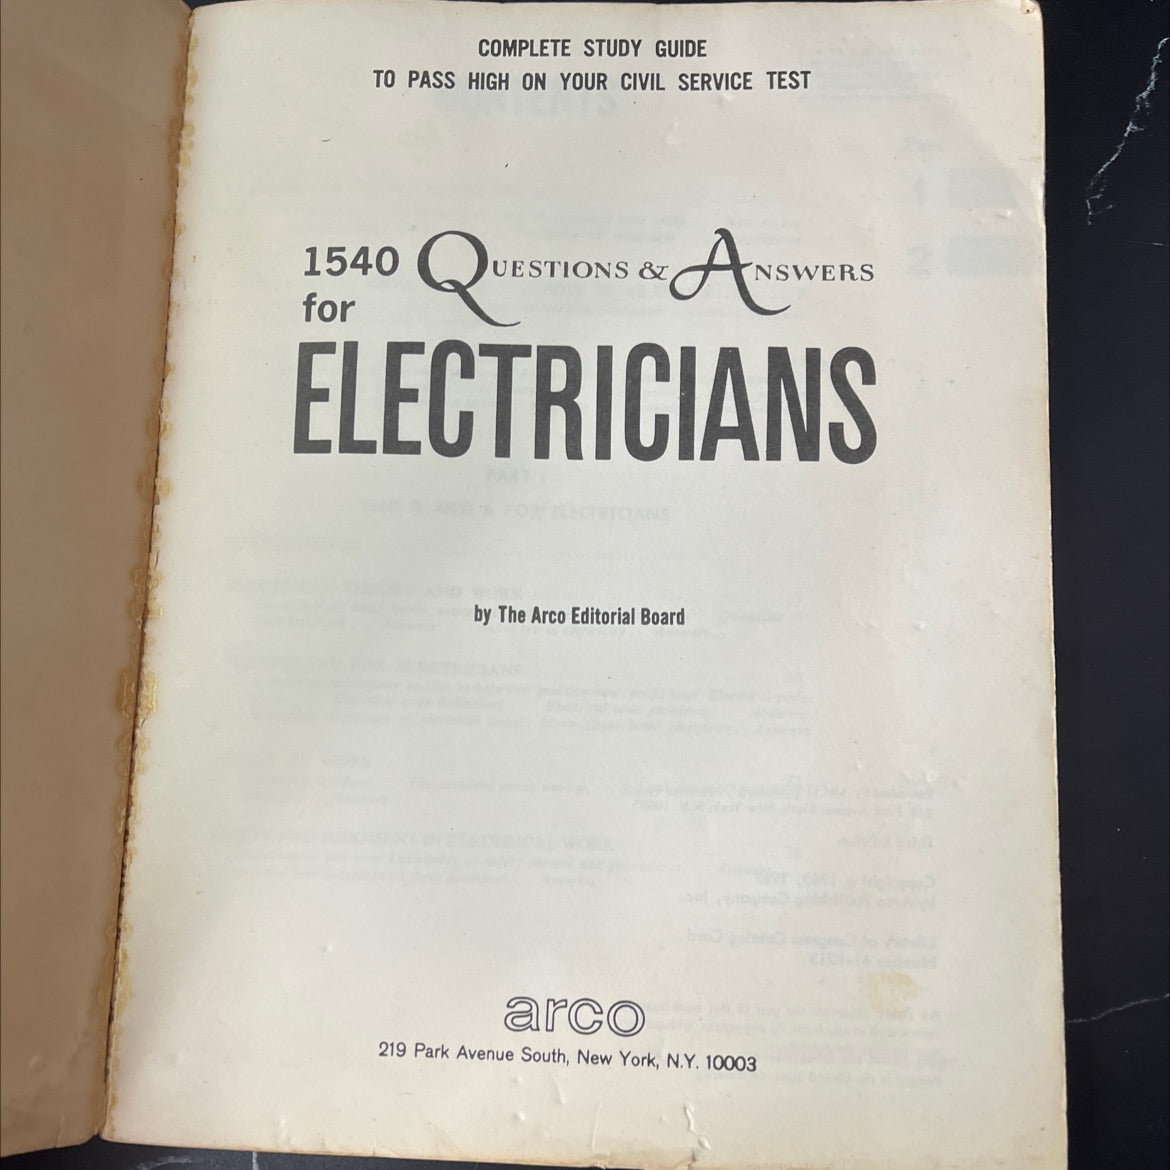 COMPLETE STUDY GUIDE
TO PASS HIGH ON YOUR CIVIL SERVICE TEST
1540 QUESTIONS & ANSWERS
for
ELECTRICIANS
by The Arco Editorial Board
arco
219 Park Avenue South, New York, N.Y. 10003